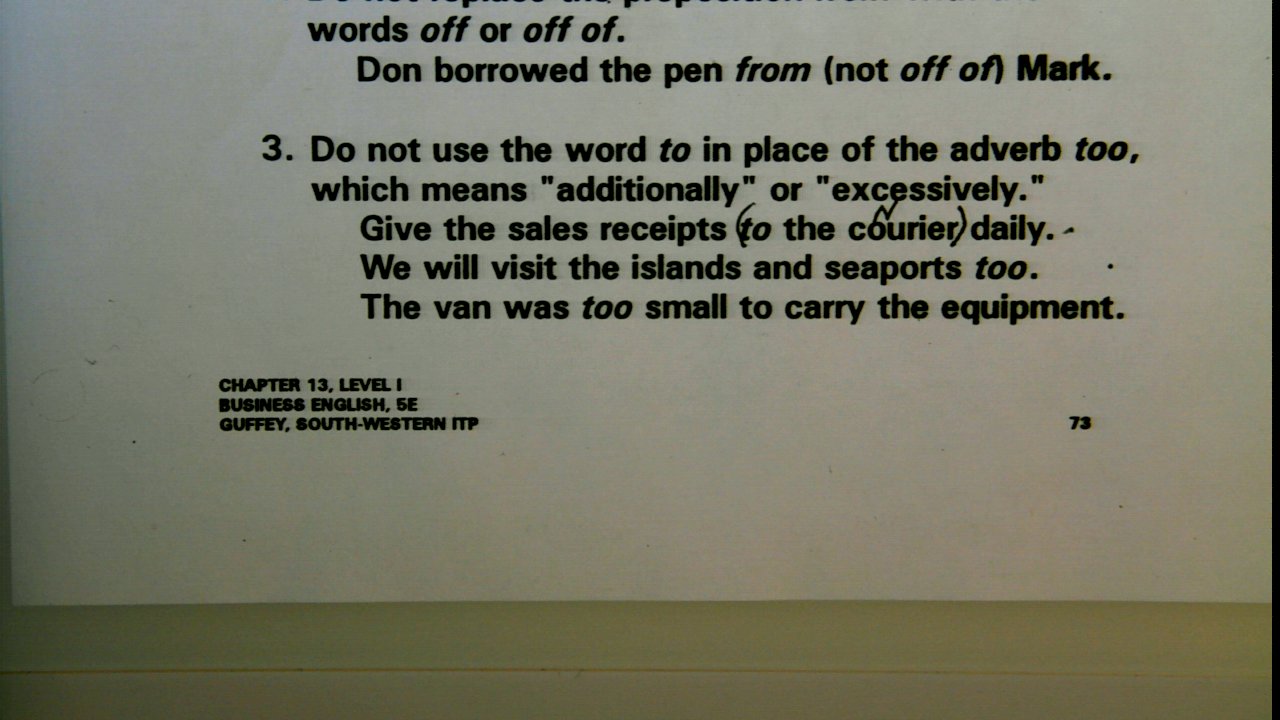 words off or off of.
Don borrowed the pen from (not off of) Mark.
3. Do not use the word to in place of the adverb too,
which means "additionally" or "excessively."
Give the sales receipts (to the courier) daily.
We will visit the islands and seaports too.
The van was too small to carry the equipment.
CHAPTER 13, LEVEL I
BUSINESS ENGLISH, 5E
GUFFEY, SOUTH-WESTERN ITP
73